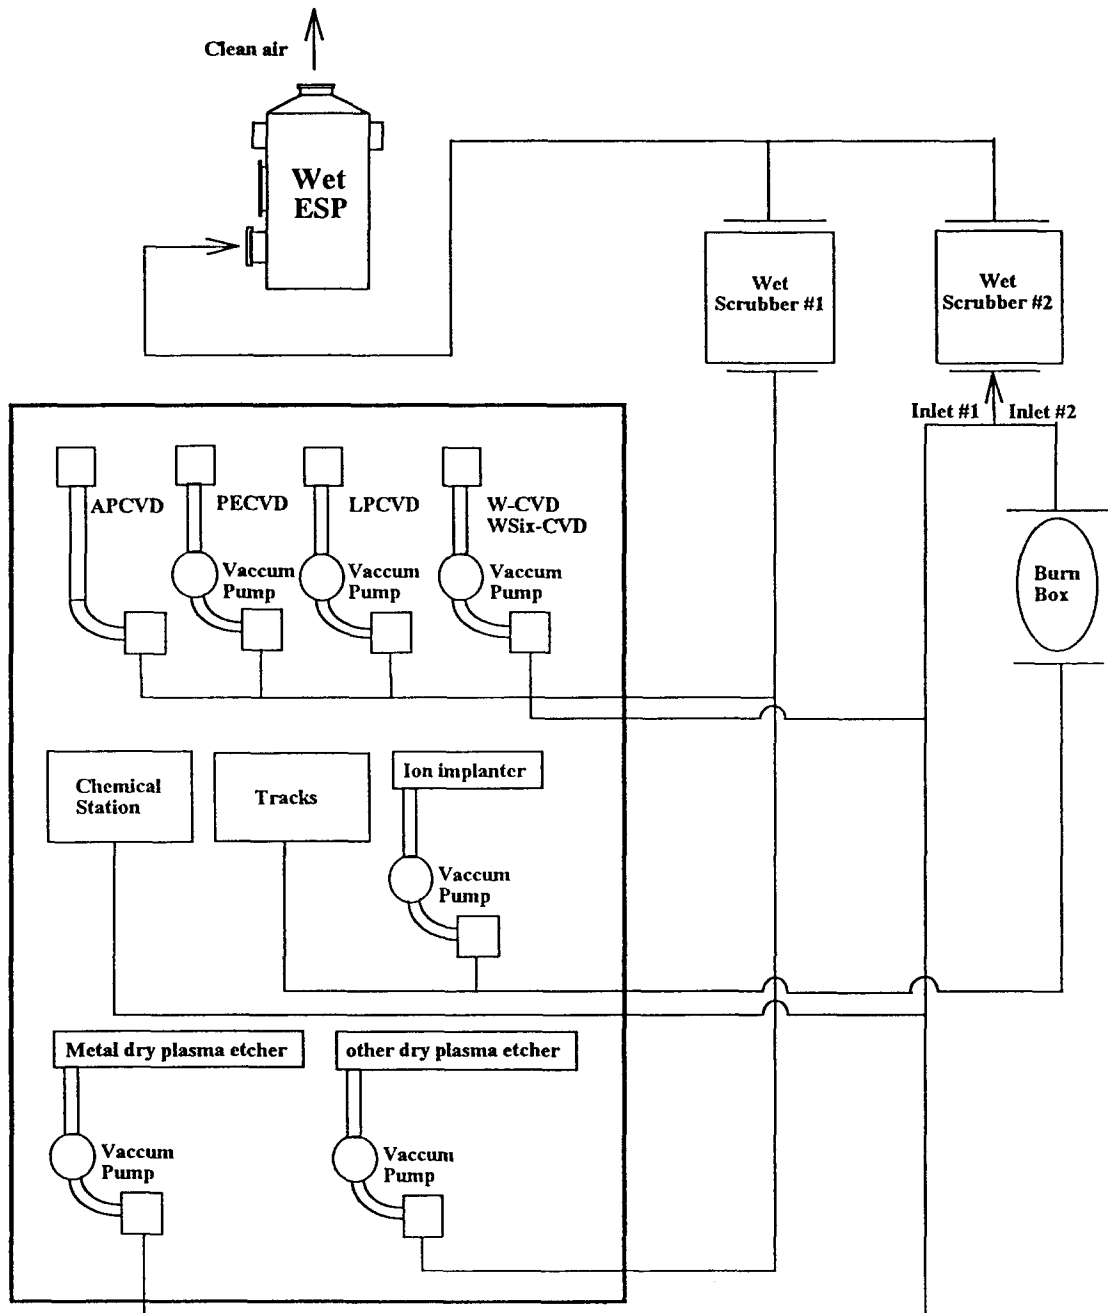 Clean air
Wet
ESP
Wet
Scrubber #1
Wet
Scrubber #2
Inlet #1
Inlet #2
APCVD
PECVD
LPCVD
W-CVD
WSix-CVD
Vaccum
Pump
Vaccum
Pump
Vaccum
Pump
Burn
Box
Chemical
Station
Tracks
Ion implanter
Vaccum
Pump
Metal dry plasma etcher
other dry plasma etcher
Vaccum
Pump
Vaccum
Pump